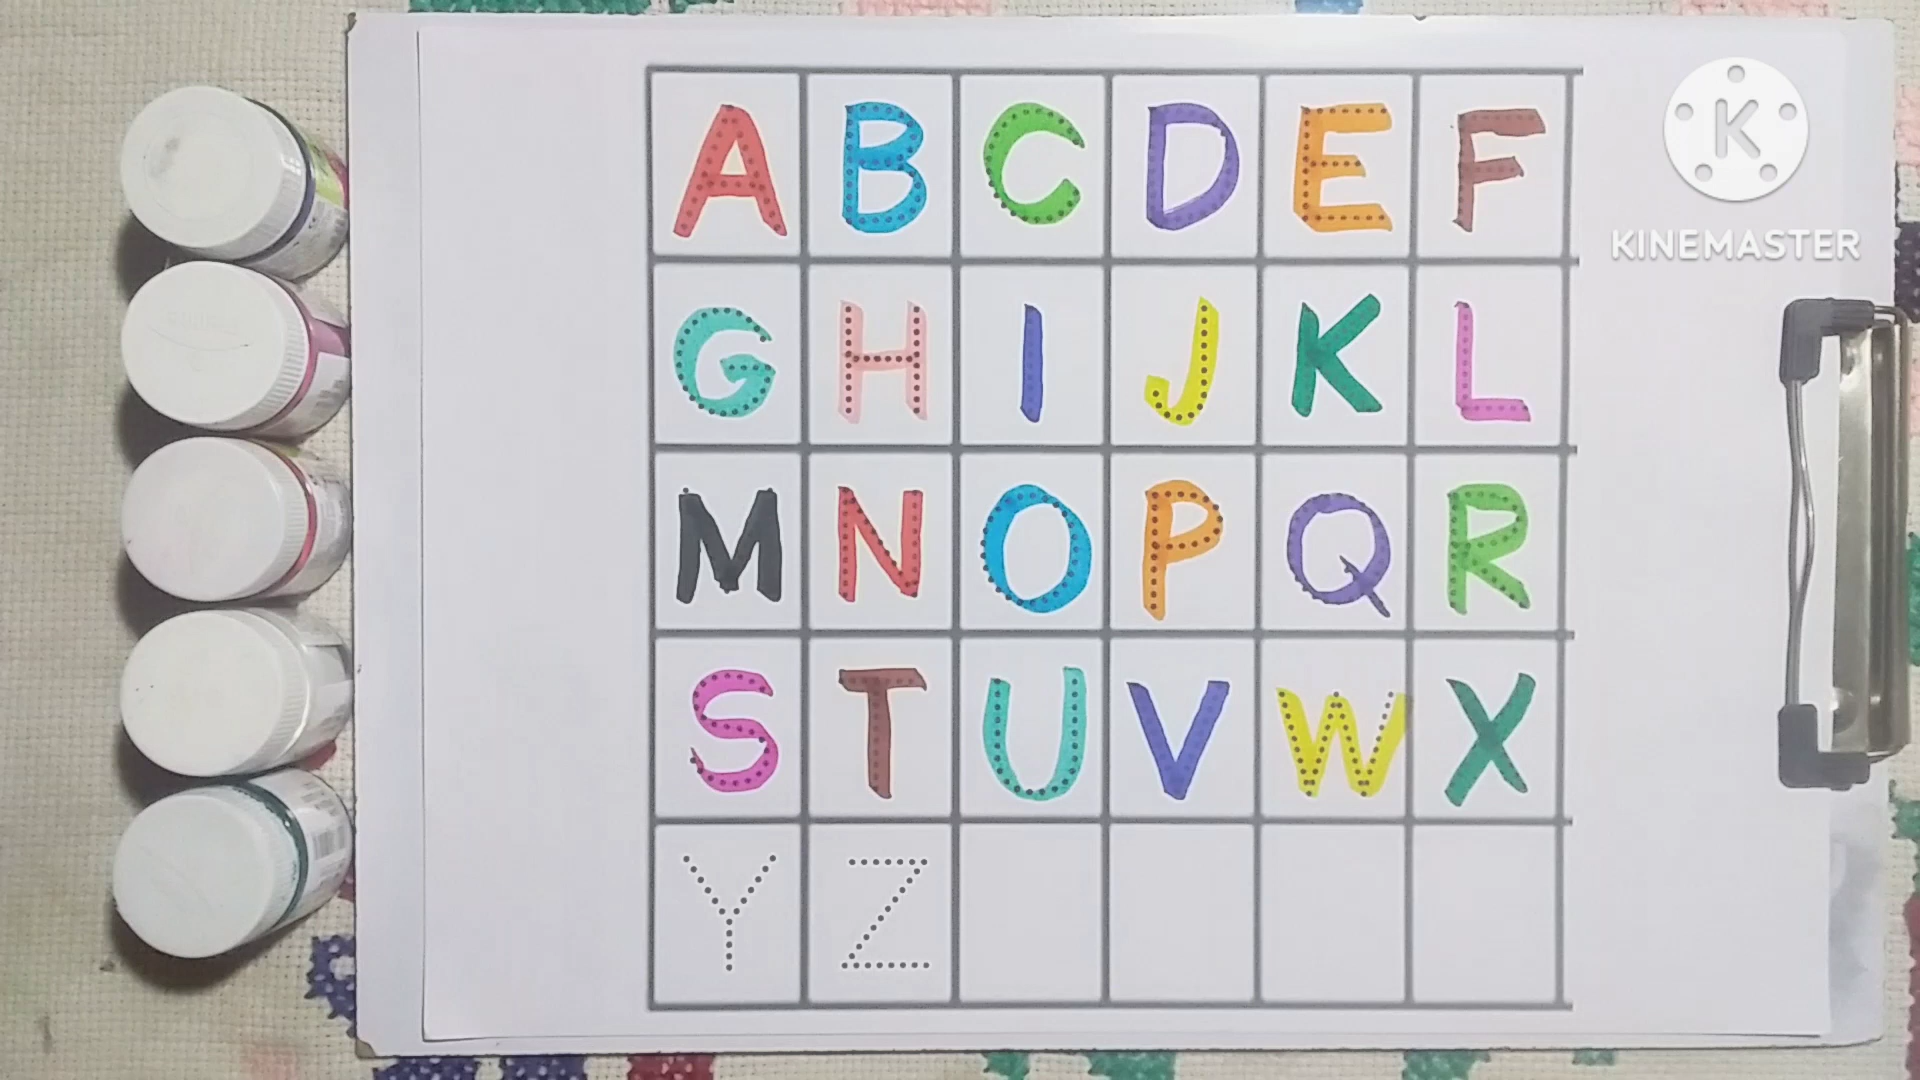 A B C D E F
G H I J K L
M N O P Q R
S T U V W X
Y Z
K
KINEMASTER